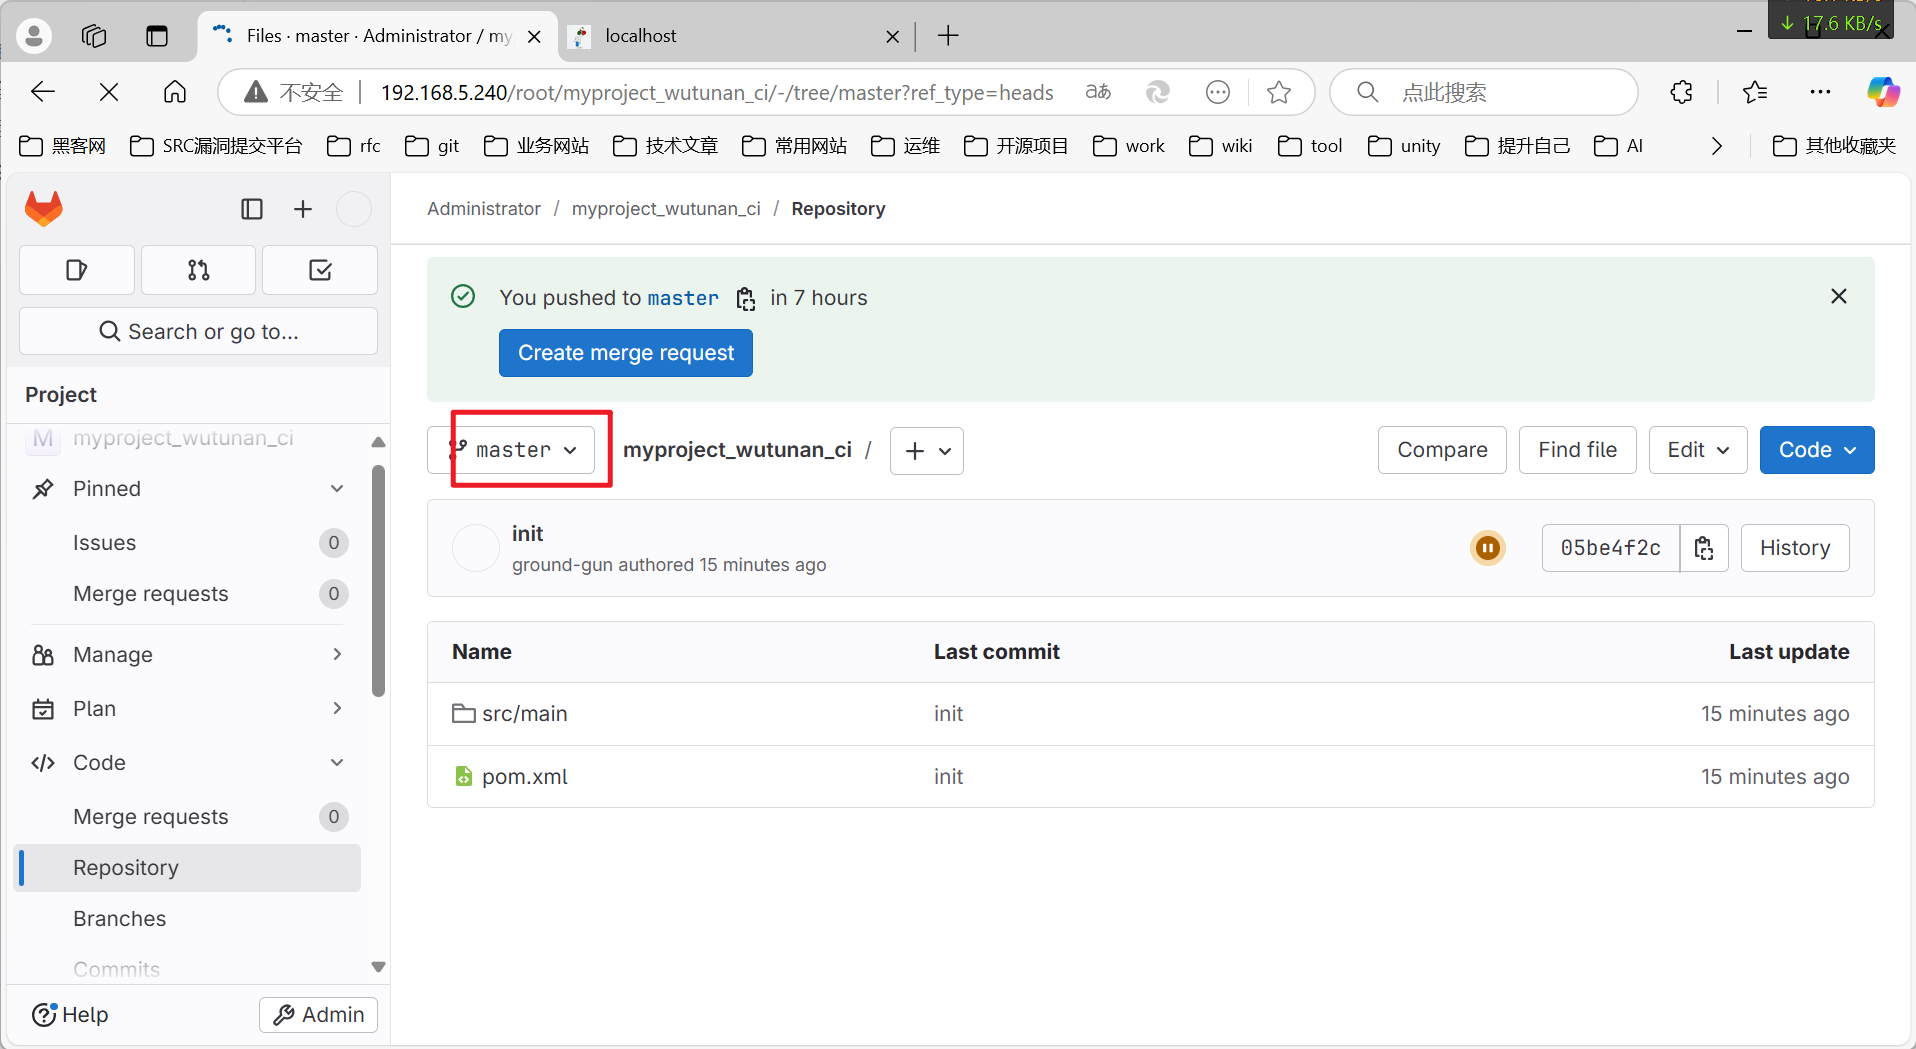 17.6 KB/s
Files · master · Administrator / my
localhost
不安全
192.168.5.240/root/myproject_wutunan_ci/-/tree/master?ref_type=heads
点此搜索
黑客网 SRC漏洞提交平台 rfc git 业务网站 技术文章 常用网站 运维 开源项目 work wiki tool unity 提升自己 AI 其他收藏夹
Administrator / myproject_wutunan_ci / Repository
Search or go to...
You pushed to master in 7 hours
Create merge request
Project
M myproject_wutunan_ci
Pinned
Issues 0
Merge requests 0
Manage
Plan
Code
Merge requests 0
Repository
Branches
Commits
Help
Admin
master myproject_wutunan_ci / Compare Find file Edit Code
init
ground-gun authored 15 minutes ago
05be4f2c History
Name Last commit Last update
src/main init 15 minutes ago
pom.xml init 15 minutes ago